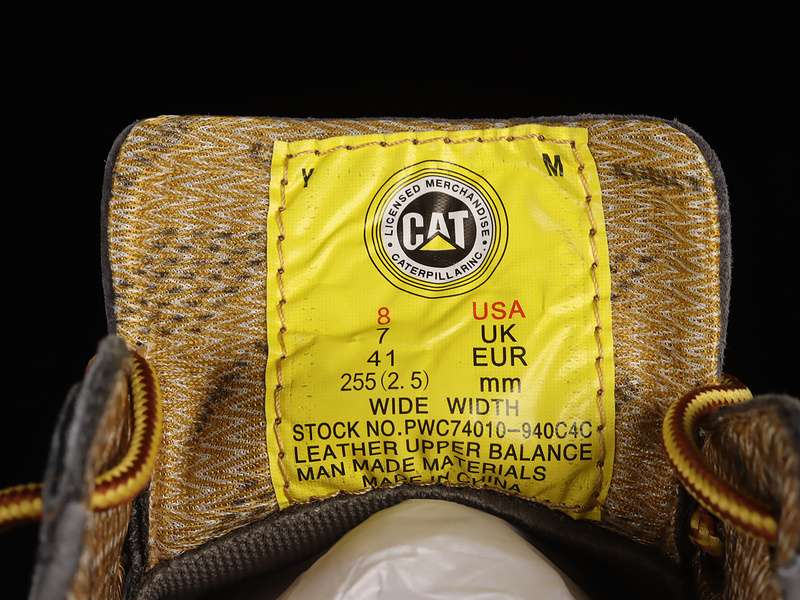 Y M
LICENSED MERCHANDISE
CAT
CATERPILLAR INC.
8 USA
7 UK
41 EUR
255(2.5) mm
WIDE WIDTH
STOCK NO.PWC74010-940C4C
LEATHER UPPER BALANCE
MAN MADE MATERIALS
MADE IN CHINA